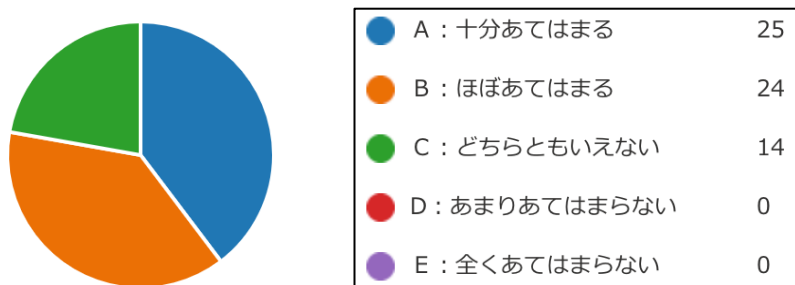 A：十分あてはまる 25
B：ほぼあてはまる 24
C：どちらともいえない 14
D：あまりあてはまらない 0
E：全くあてはまらない 0